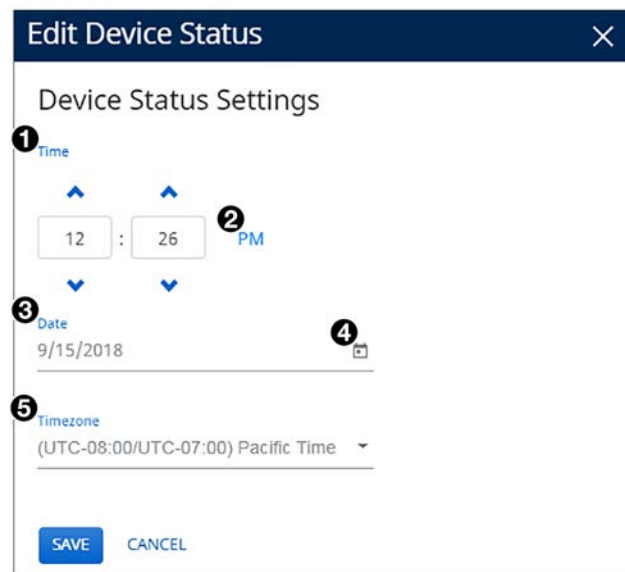 Edit Device Status
Device Status Settings
1
Time
12 : 26 2 PM
3
Date
4
9/15/2018
5
Timezone
(UTC-08:00/UTC-07:00) Pacific Time
SAVE CANCEL